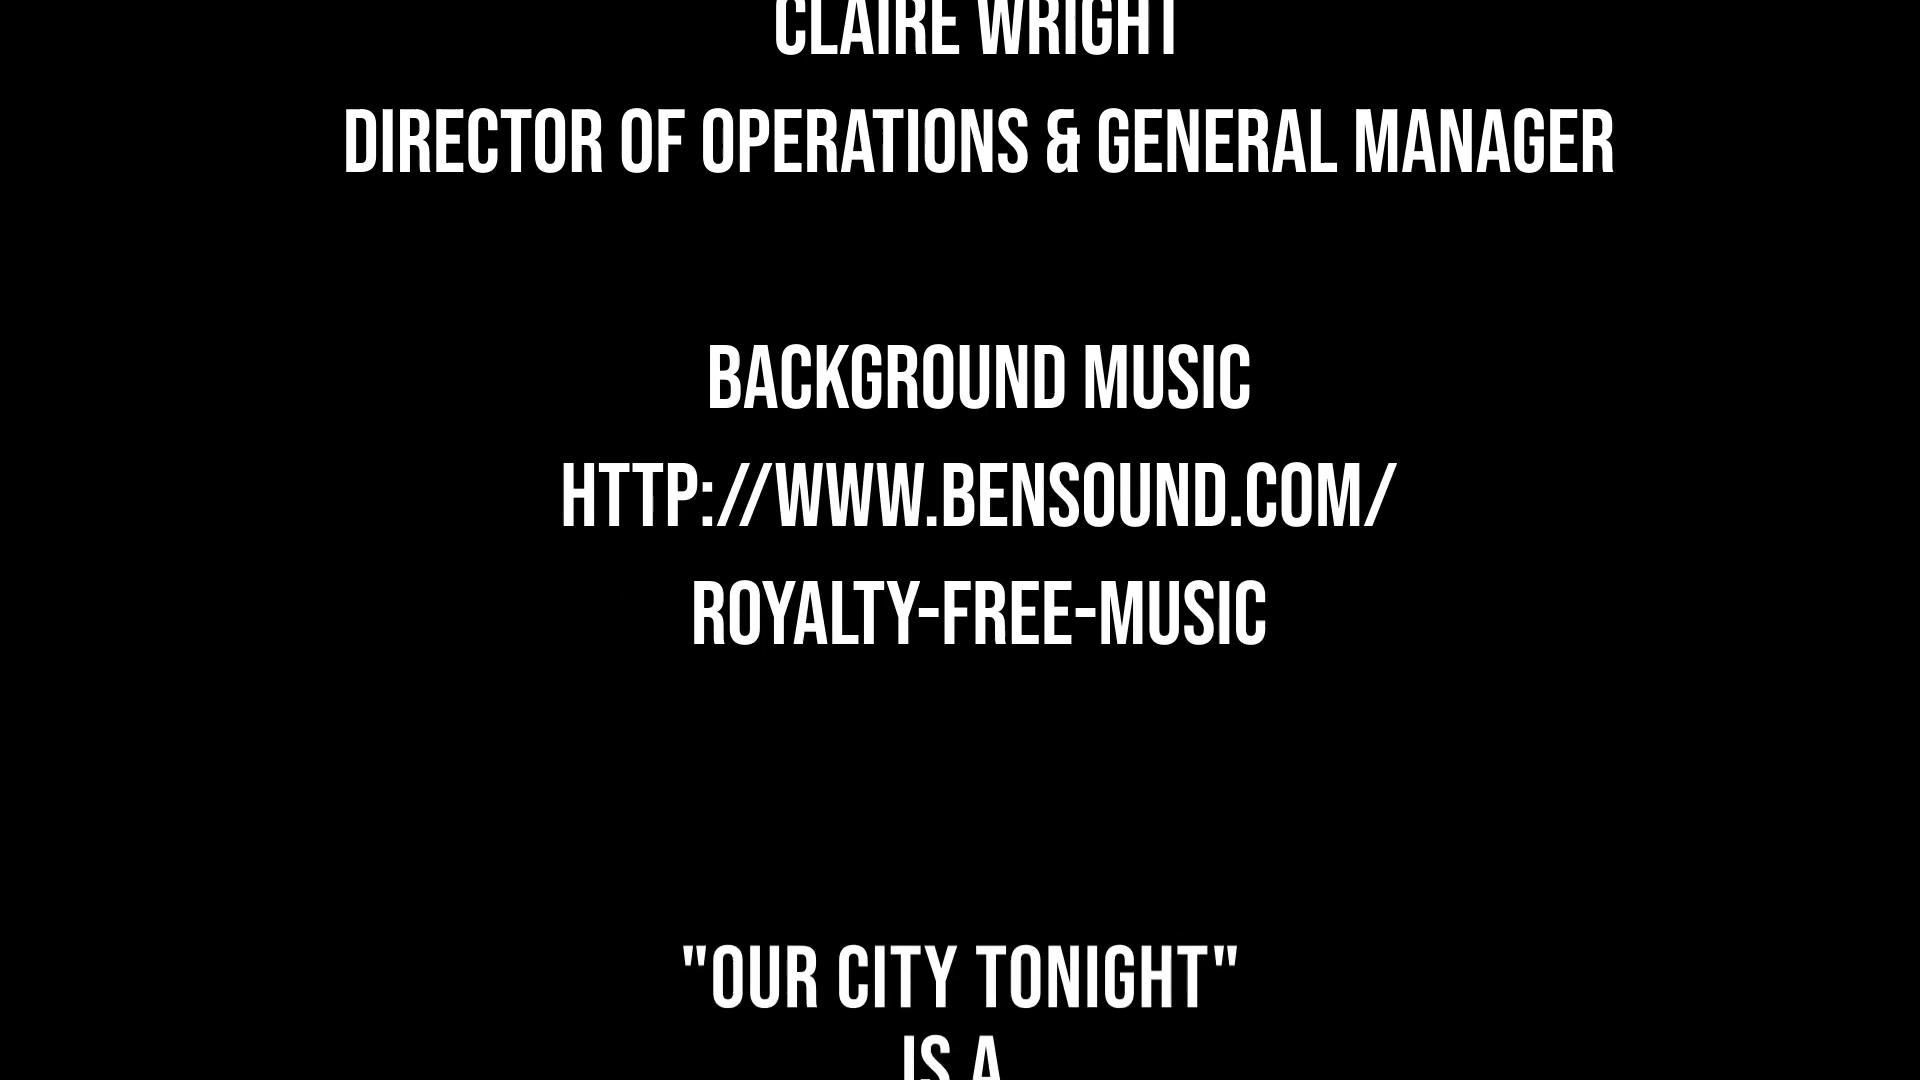 CLAIRE WRIGHT
DIRECTOR OF OPERATIONS & GENERAL MANAGER
BACKGROUND MUSIC
HTTP://WWW.BENSOUND.COM/
ROYALTY-FREE-MUSIC
"OUR CITY TONIGHT"
IS A